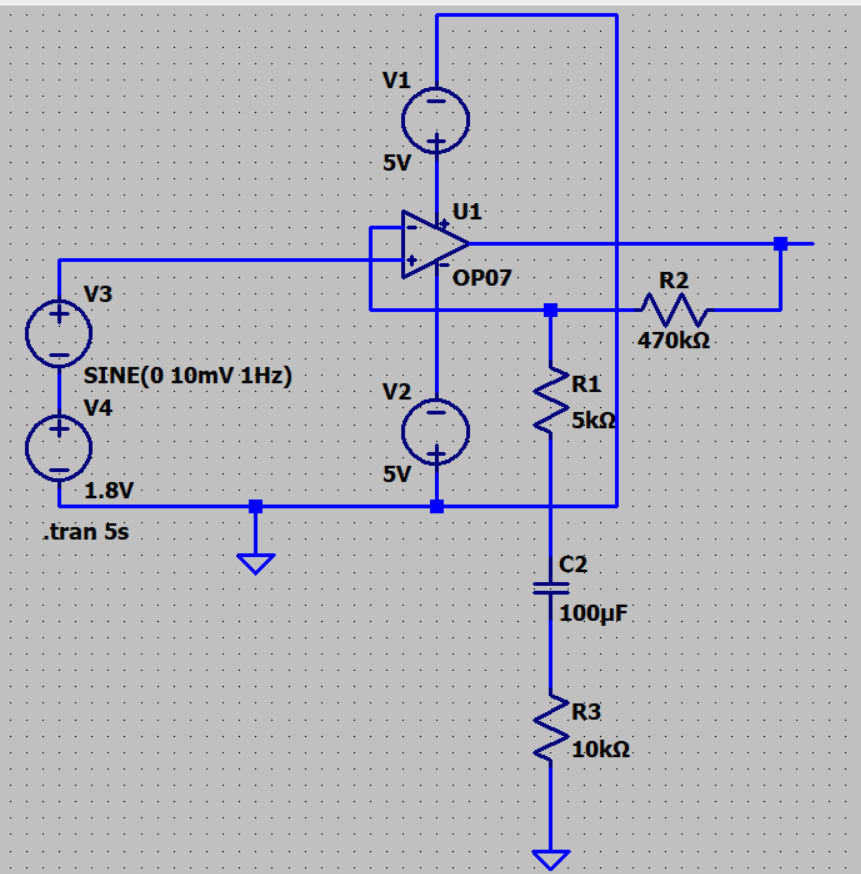 V1
5V
U1
OP07
V3
SINE(0 10mV 1Hz)
V4
1.8V
.tran 5s
R2
470kΩ
V2
5V
R1
5kΩ
C2
100µF
R3
10kΩ